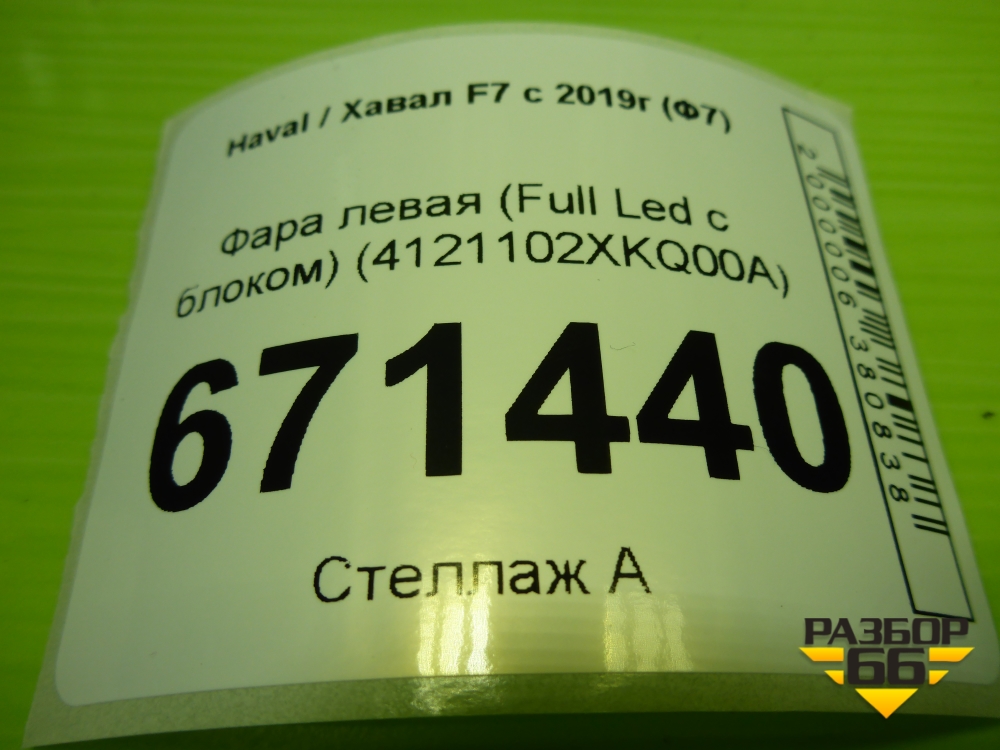 Haval / Хавал F7 с 2019г (Ф7)
Фара левая (Full Led с
блоком) (4121102XKQ00A)
671440
Стеллаж А
2000006380838
РАЗБОР
66